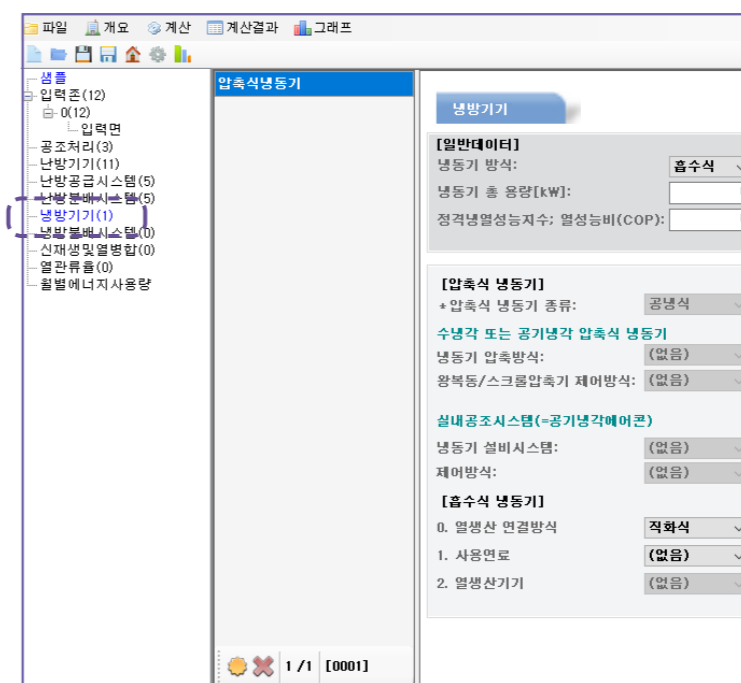 파일 개요 계산 계산결과 그래프
샘플
입력존(12)
0(12)
입력면
공조처리(3)
난방기기(11)
난방공급시스템(5)
난방분배시스템(5)
냉방기기(1)
냉방분배시스템(0)
신재생및열병합(0)
열관류율(0)
월별에너지사용량
압축식냉동기
1 /1 [0001]
냉방기기
[일반데이터]
냉동기 방식: 흡수식
냉동기 총 용량[kW]:
정격냉열성능지수; 열성능비(COP):
[압축식 냉동기]
*압축식 냉동기 종류: 공냉식
수냉각 또는 공기냉각 압축식 냉동기
냉동기 압축방식: (없음)
왕복동/스크롤압축기 제어방식: (없음)
실내공조시스템(=공기냉각에어콘)
냉동기 설비시스템: (없음)
제어방식: (없음)
[흡수식 냉동기]
0. 열생산 연결방식 직화식
1. 사용연료 (없음)
2. 열생산기기 (없음)